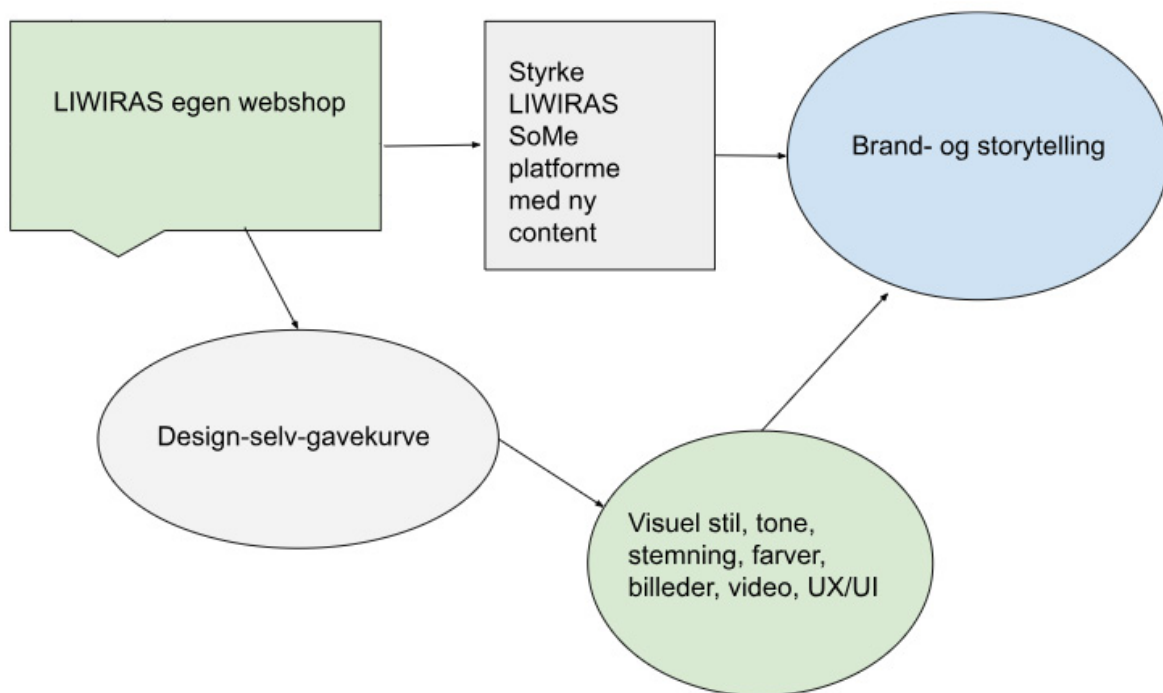 LIWIRAS egen webshop
Styrke
LIWIRAS
SoMe
platforme
med ny
content
Brand- og storytelling
Design-selv-gavekurve
Visuel stil, tone,
stemning, farver,
billeder, video, UX/UI